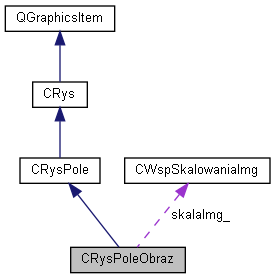 QGraphicsItem
CRys
CRysPole
CWspSkalowaniaImg
skalaImg_
CRysPoleObraz